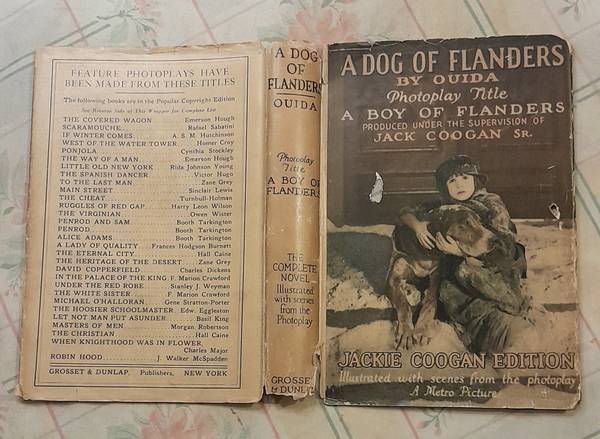 FEATURE PHOTOPLAYS HAVE
BEEN MADE FROM THESE TITLES
The following books are in the Popular Copyright Edition
See Reverse Side of This Wrapper for Complete List
THE COVERED WAGON Emerson Hough
SCARAMOUCHE Rafael Sabatini
IF WINTER COMES A. S. M. Hutchinson
WEST OF THE WATER TOWER Homer Croy
PONJOLA Cynthia Stockley
THE WAY OF A MAN Emerson Hough
LITTLE OLD NEW YORK Rida Johnson Young
THE SPANISH DANCER Victor Hugo
TO THE LAST MAN Zane Grey
MAIN STREET Sinclair Lewis
THE CHEAT Turnbull-Holman
RUGGLES OF RED GAP Harry Leon Wilson
THE VIRGINIAN Owen Wister
PENROD AND SAM Booth Tarkington
PENROD Booth Tarkington
ALICE ADAMS Booth Tarkington
A LADY OF QUALITY Frances Hodgson Burnett
THE ETERNAL CITY Hall Caine
THE HERITAGE OF THE DESERT Zane Grey
DAVID COPPERFIELD Charles Dickens
IN THE PALACE OF THE KING F. Marion Crawford
UNDER THE RED ROBE Stanley J. Weyman
THE WHITE SISTER F. Marion Crawford
MICHAEL O'HALLORAN Gene Stratton-Porter
THE HOOSIER SCHOOLMASTER Edw. Eggleston
LET NOT MAN PUT ASUNDER Basil King
MASTERS OF MEN Morgan Robertson
THE CHRISTIAN Hall Caine
WHEN KNIGHTHOOD WAS IN FLOWER,
Charles Major
ROBIN HOOD J. Walker McSpadden
GROSSET & DUNLAP, Publishers, NEW YORK
A DOG
OF
FLANDERS
OUIDA
Photoplay
Title
A BOY OF
FLANDERS
THE
COMPLETE
NOVEL
Illustrated
with scenes
from the
Photoplay
GROSSET
& DUNLAP
A DOG OF FLANDERS
BY OUIDA
Photoplay Title
A BOY OF FLANDERS
PRODUCED UNDER THE SUPERVISION OF
JACK COOGAN SR.
JACKIE COOGAN EDITION
Illustrated with scenes from the photoplay
A Metro Picture